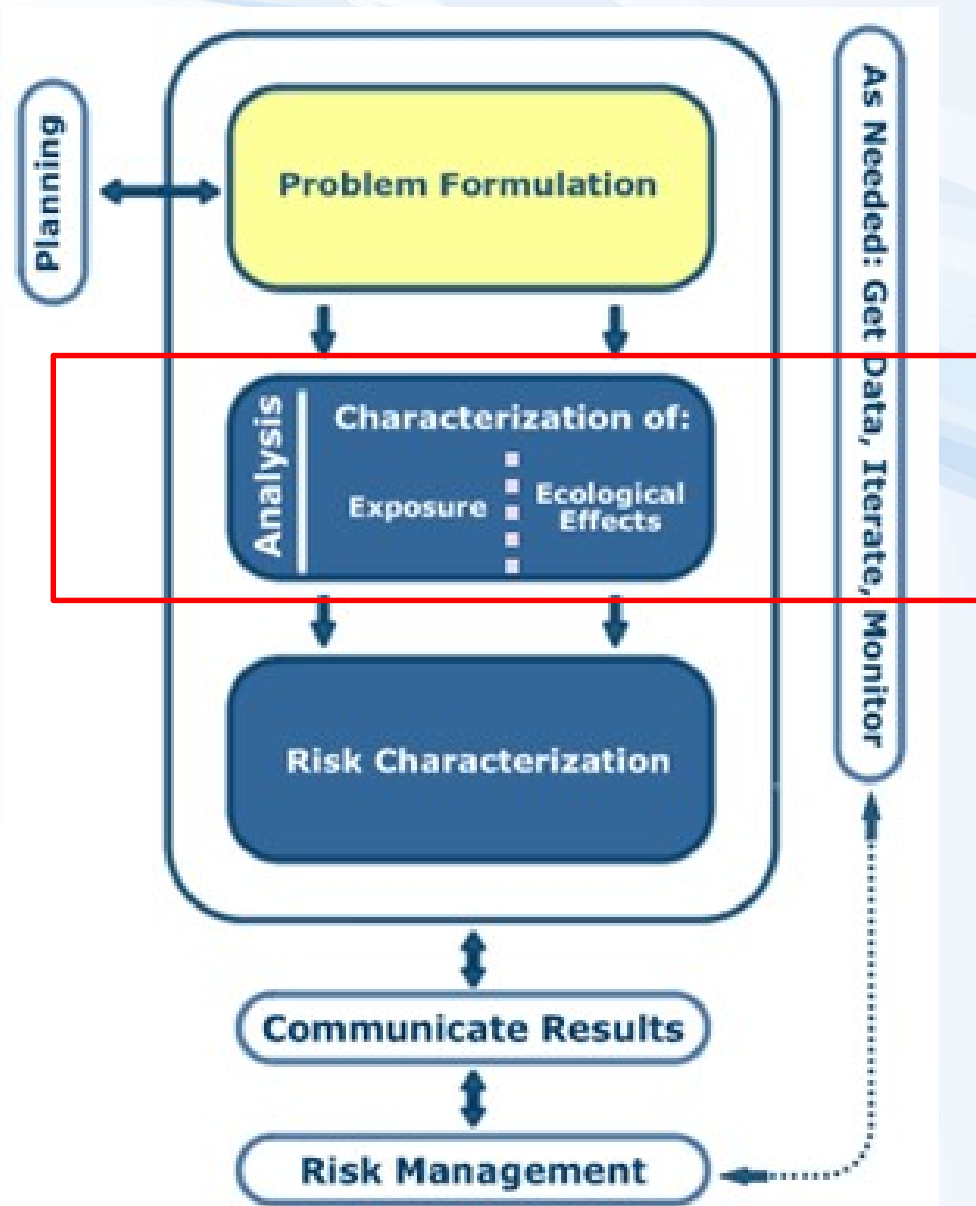 Planning
Problem Formulation
As Needed: Get Data, Iterate, Monitor
Analysis
Characterization of:
Exposure
Ecological
Effects
Risk Characterization
Communicate Results
Risk Management